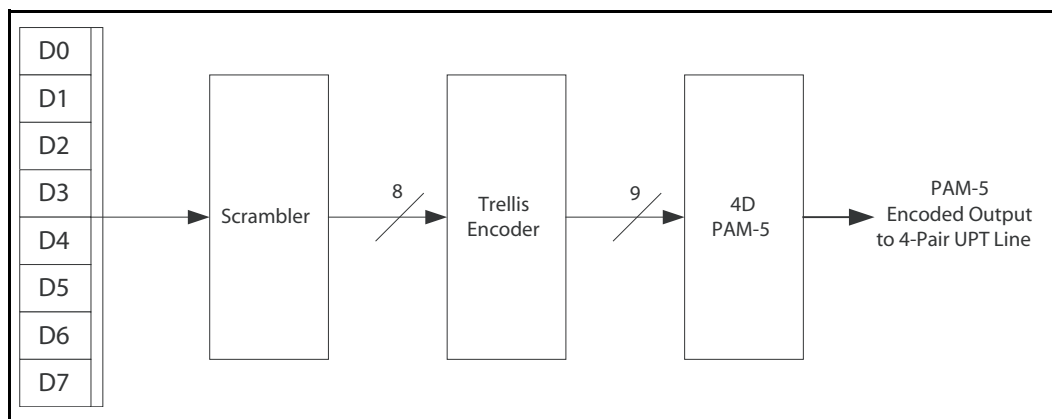 D0
D1
D2
D3
D4
D5
D6
D7
Scrambler
8
Trellis
Encoder
9
4D
PAM-5
PAM-5
Encoded Output
to 4-Pair UPT Line